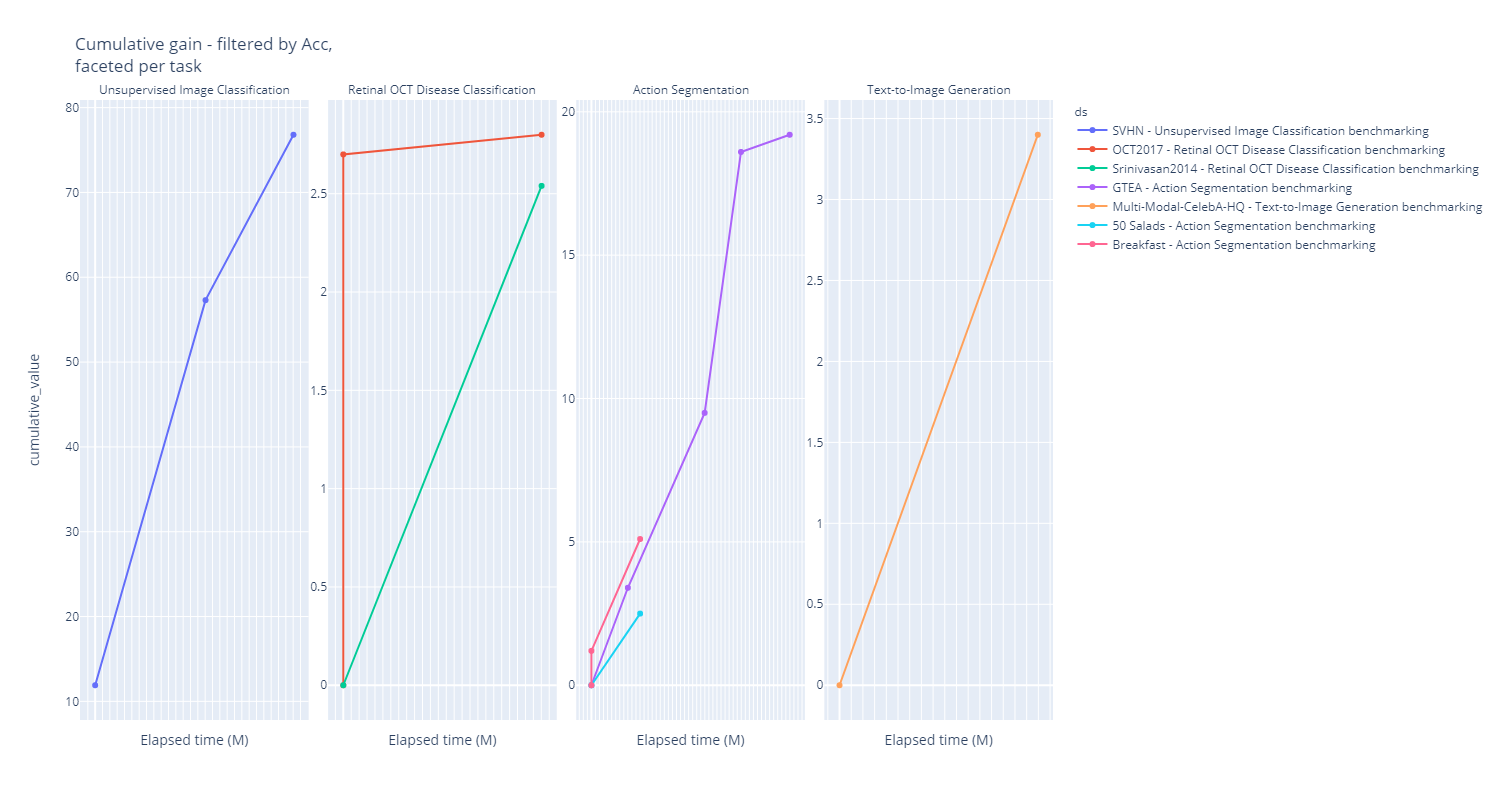 Cumulative gain - filtered by Acc,
faceted per task
Unsupervised Image Classification
Retinal OCT Disease Classification
Action Segmentation
Text-to-Image Generation
80
70
60
50
40
30
20
10
2.5
2
1.5
1
0.5
0
20
15
10
5
0
3.5
3
2.5
2
1.5
1
0.5
0
cumulative_value
Elapsed time (M)
Elapsed time (M)
Elapsed time (M)
Elapsed time (M)
ds
SVHN - Unsupervised Image Classification benchmarking
OCT2017 - Retinal OCT Disease Classification benchmarking
Srinivasan2014 - Retinal OCT Disease Classification benchmarking
GTEA - Action Segmentation benchmarking
Multi-Modal-CelebA-HQ - Text-to-Image Generation benchmarking
50 Salads - Action Segmentation benchmarking
Breakfast - Action Segmentation benchmarking